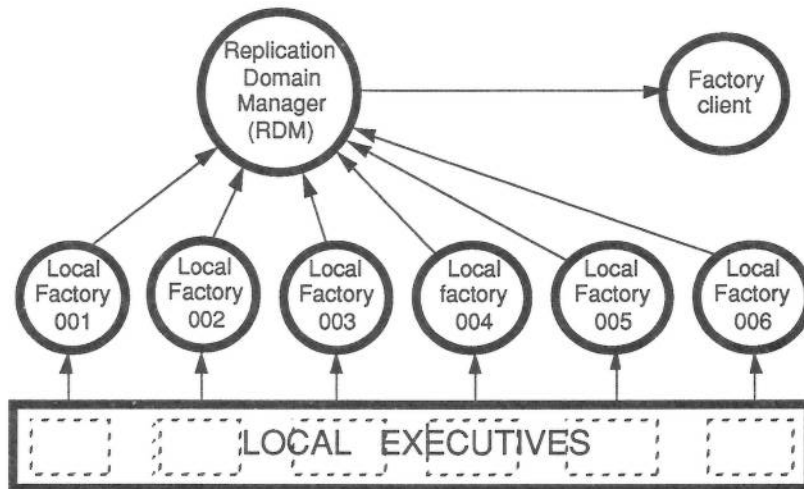 Replication
Domain
Manager
(RDM)
Factory
client
Local
Factory
001
Local
Factory
002
Local
Factory
003
Local
factory
004
Local
Factory
005
Local
Factory
006
LOCAL EXECUTIVES